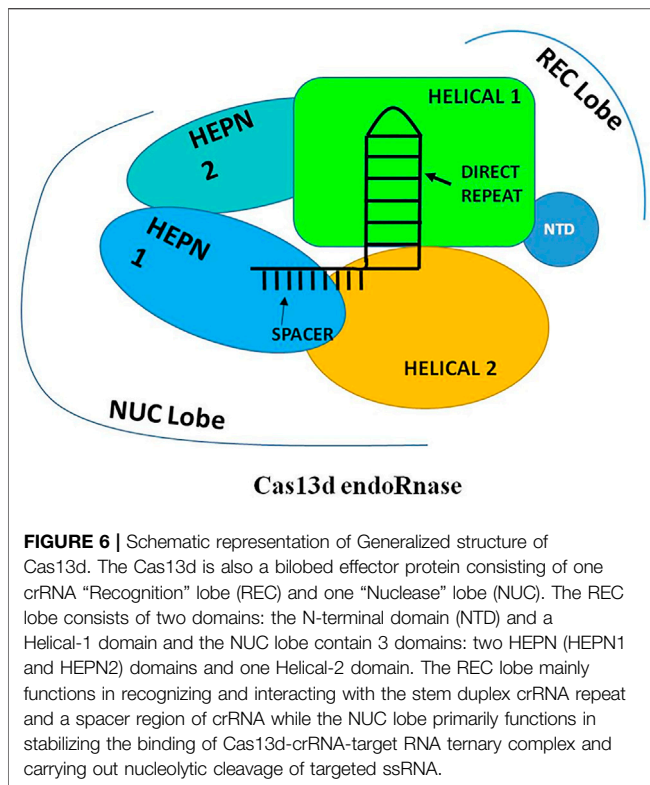 REC Lobe
HELICAL 1
HEPN
2
DIRECT
REPEAT
NTD
HEPN
1
SPACER
HELICAL 2
NUC Lobe
Cas13d endoRnase
FIGURE 6 | Schematic representation of Generalized structure of
Cas13d. The Cas13d is also a bilobed effector protein consisting of one
crRNA “Recognition” lobe (REC) and one “Nuclease” lobe (NUC). The REC
lobe consists of two domains: the N-terminal domain (NTD) and a
Helical-1 domain and the NUC lobe contain 3 domains: two HEPN (HEPN1
and HEPN2) domains and one Helical-2 domain. The REC lobe mainly
functions in recognizing and interacting with the stem duplex crRNA repeat
and a spacer region of crRNA while the NUC lobe primarily functions in
stabilizing the binding of Cas13d-crRNA-target RNA ternary complex and
carrying out nucleolytic cleavage of targeted ssRNA.